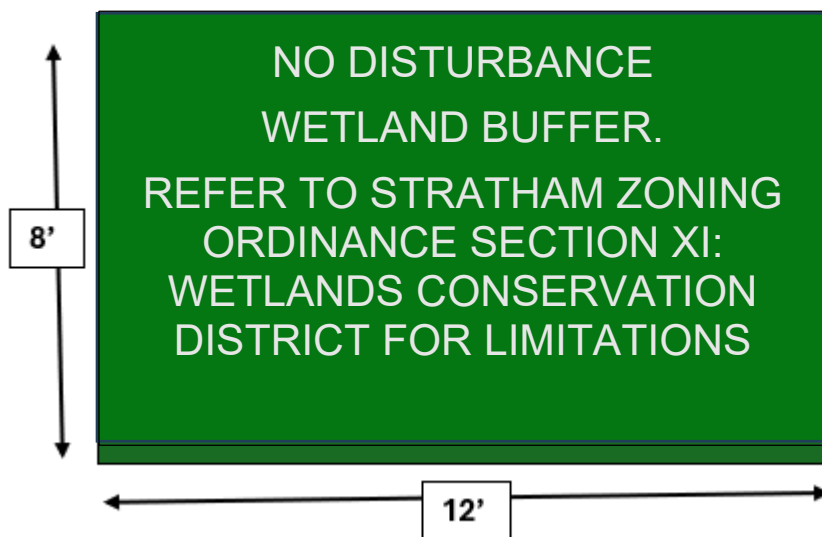 NO DISTURBANCE
WETLAND BUFFER.
REFER TO STRATHAM ZONING
ORDINANCE SECTION XI:
WETLANDS CONSERVATION
DISTRICT FOR LIMITATIONS
8’
12’